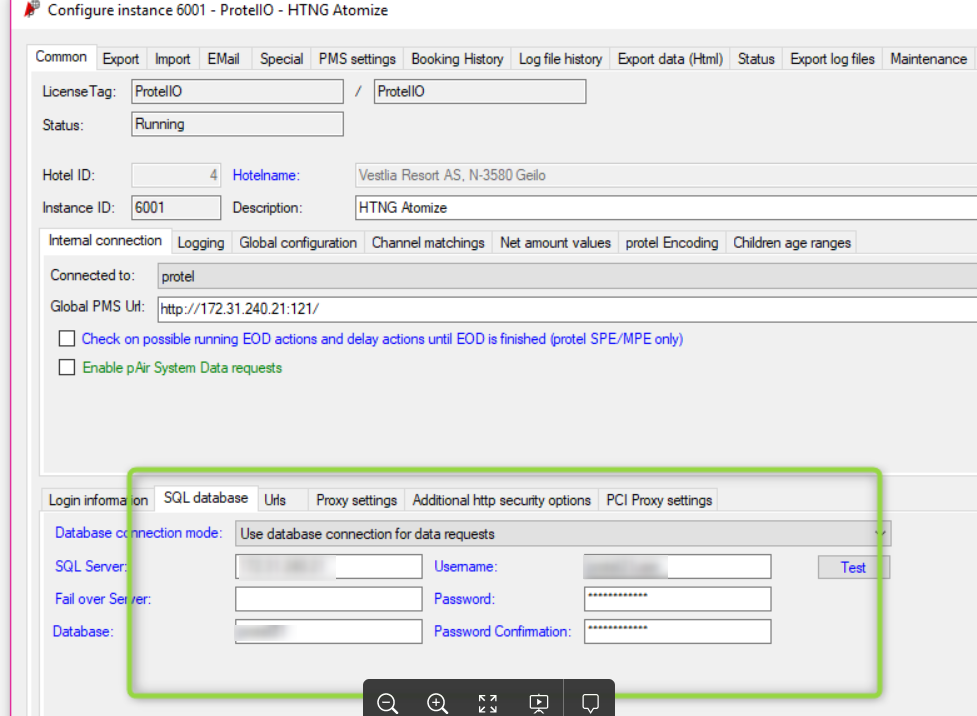 Configure instance 6001 - ProtelIO - HTNG Atomize
Common Export Import EMail Special PMS settings Booking History Log file history Export data (Html) Status Export log files Maintenance
LicenseTag: ProtelIO / ProtelIO
Status: Running
Hotel ID: 4 Hotelname: Vestlia Resort AS, N-3580 Geilo
Instance ID: 6001 Description: HTNG Atomize
Internal connection Logging Global configuration Channel matchings Net amount values protel Encoding Children age ranges
Connected to: protel
Global PMS Url: http://172.31.240.21:121/
Check on possible running EOD actions and delay actions until EOD is finished (protel SPE/MPE only)
Enable pAir System Data requests
Login information SQL database Urls Proxy settings Additional http security options PCI Proxy settings
Database connection mode: Use database connection for data requests
SQL Server: Username: Test
Fail over Server: Password: ************
Database: Password Confirmation: ************